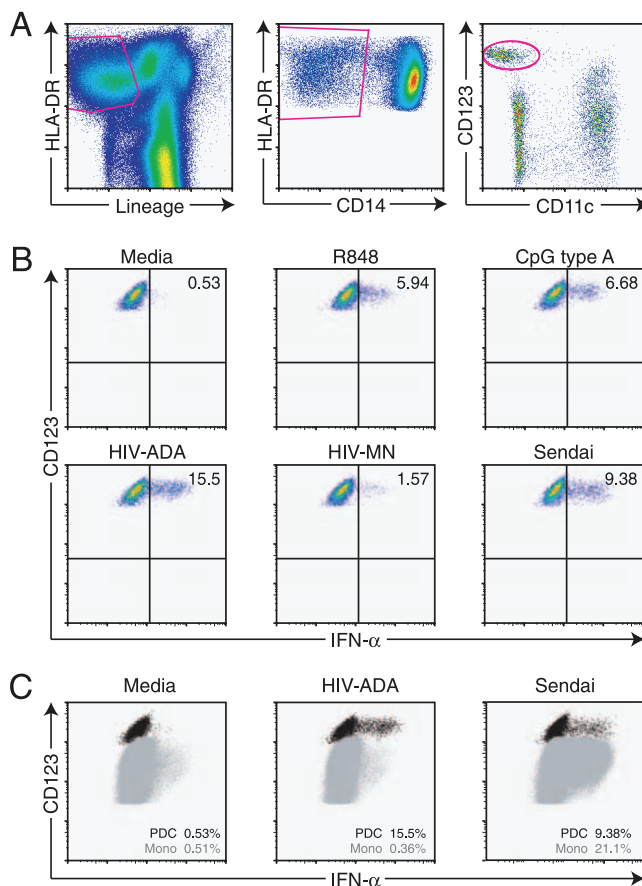 A
HLA-DR
Lineage
HLA-DR
CD14
CD123
CD11c
B
Media
R848
CpG type A
0.53
5.94
6.68
CD123
HIV-ADA
HIV-MN
Sendai
15.5
1.57
9.38
IFN-α
C
Media
HIV-ADA
Sendai
CD123
PDC 0.53%
Mono 0.51%
PDC 15.5%
Mono 0.36%
PDC 9.38%
Mono 21.1%
IFN-α